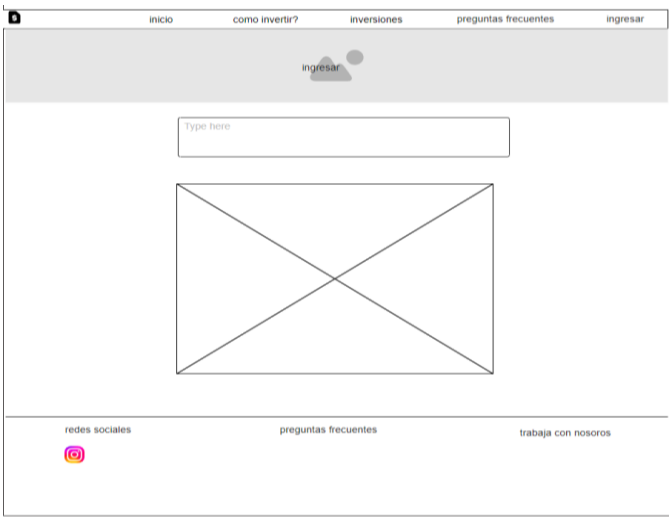 inicio
como invertir?
inversiones
preguntas frecuentes
ingresar
ingresar
Type here
redes sociales
preguntas frecuentes
trabaja con nosoros